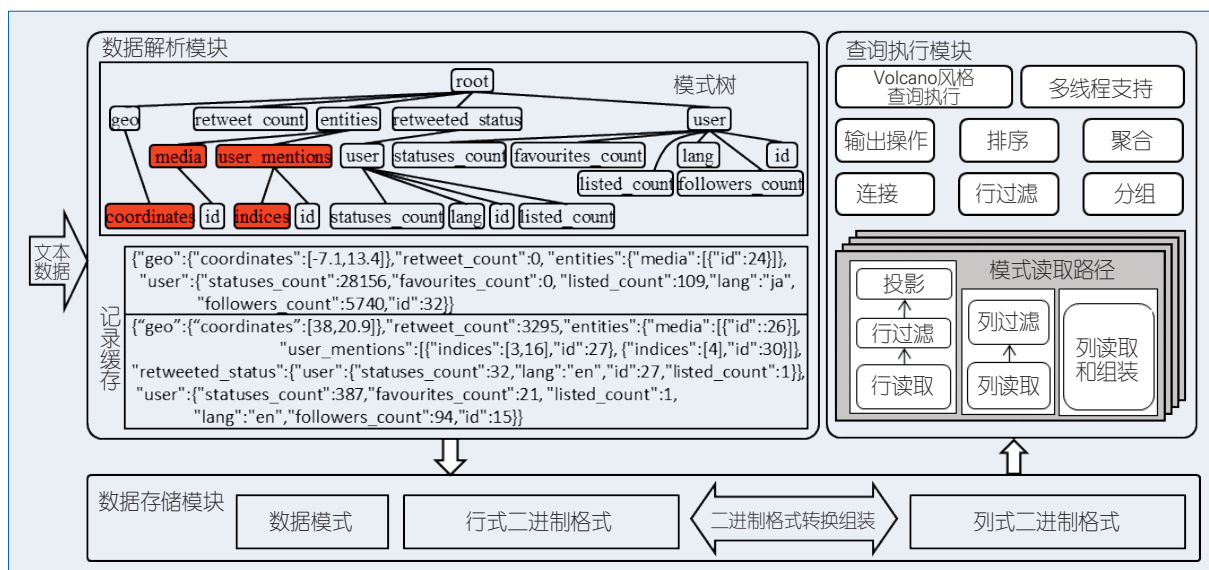 数据解析模块
模式树
root
geo
retweet_count
entities
retweeted_status
user
media
user_mentions
user
statuses_count
favourites_count
lang
id
listed_count
followers_count
coordinates
id
indices
id
statuses_count
lang
id
listed_count
文本
数据
记录缓存
{"geo":{"coordinates":[-7.1,13.4]},"retweet_count":0, "entities":{"media":[{"id":24}]},
"user":{"statuses_count":28156,"favourites_count":0, "listed_count":109,"lang":"ja",
"followers_count":5740,"id":32}}
{“geo”:{“coordinates”:[38,20.9]},"retweet_count":3295,"entities":{"media":[{"id"::26}],
"user_mentions":[{"indices":[3,16],"id":27}, {"indices":[4],"id":30}]},
"retweeted_status":{"user":{"statuses_count":32,"lang":"en","id":27,"listed_count":1}},
"user":{"statuses_count":387,"favourites_count":21, "listed_count":1,
"lang":"en","followers_count":94,"id":15}}
查询执行模块
Volcano风格
查询执行
多线程支持
输出操作
排序
聚合
连接
行过滤
分组
模式读取路径
投影
行过滤
行读取
列过滤
列读取
列读取
和组装
数据存储模块
数据模式
行式二进制格式
二进制格式转换组装
列式二进制格式